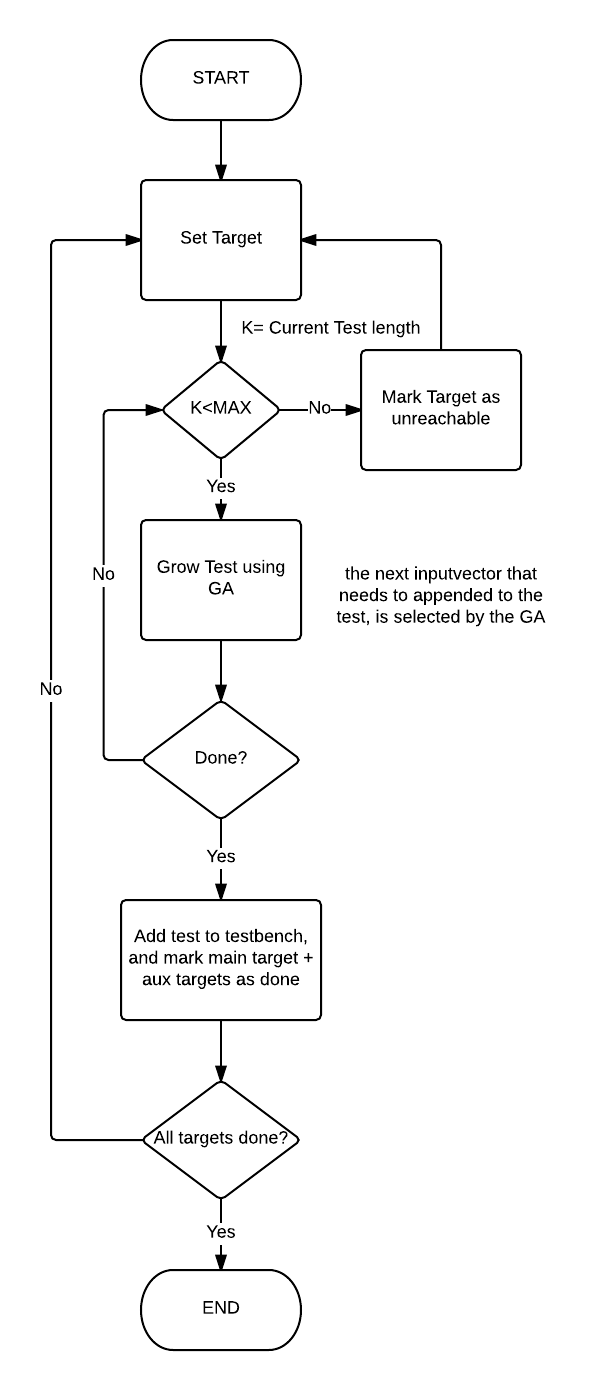 START
Set Target
K= Current Test length
K<MAX
No
Mark Target as
unreachable
Yes
Grow Test using
GA
the next inputvector that
needs to appended to the
test, is selected by the GA
No
No
Done?
Yes
Add test to testbench,
and mark main target +
aux targets as done
All targets done?
Yes
END